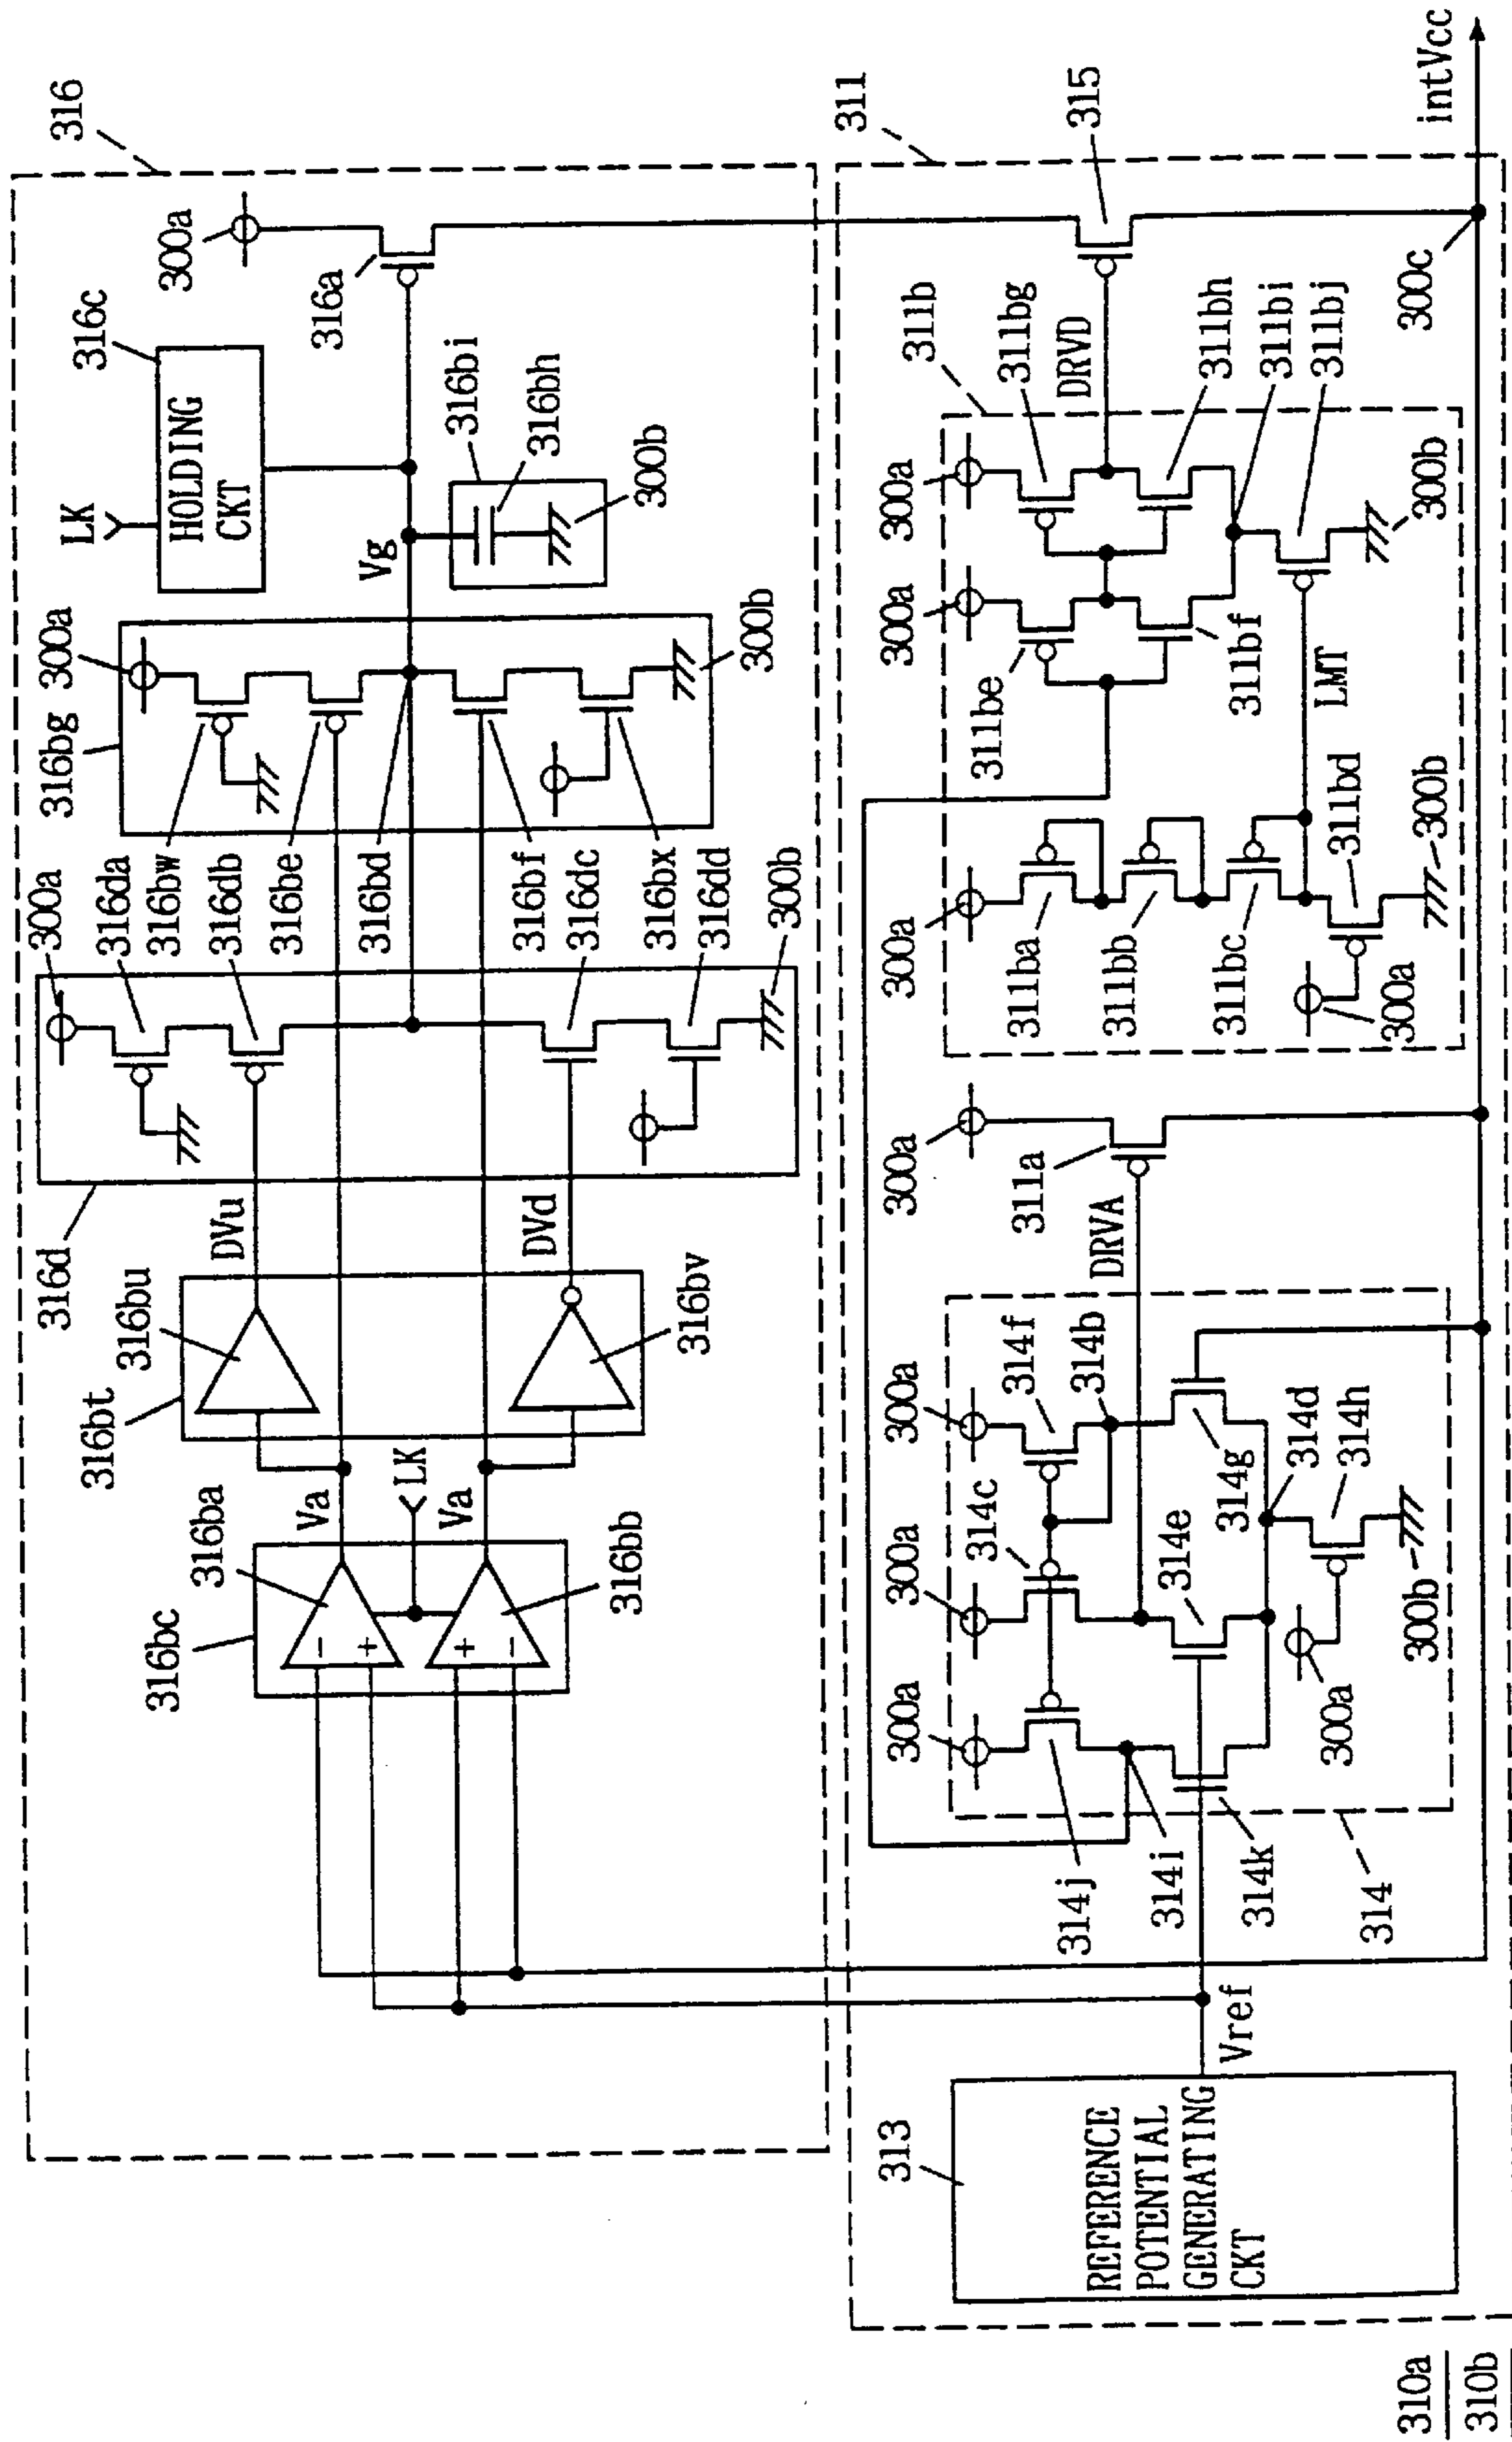 316
LK
316c
HOLDING
CKT
300a
316a
316bg
300a
Vg
316bi
316bh
300b
300b
300a
316da
316bw
316db
316be
316bd
316bf
316dc
316bx
316dd
300b
316d
DVu
DVd
316bt
316bu
316bv
316bc
316ba
Va
LK
Va
316bb
-
+
+
-
311
315
311b
300a
300a
311bg
DRVD
311be
311bf
311bh
311bi
311bj
300b
LMT
300a
311ba
311bb
311bc
311bd
300b
300a
300c
intVcc
300a
311a
DRVA
300a
300a
300a
314f
314b
314c
314g
314d
314h
314e
300b
300a
314j
314i
314k
314
Vref
313
REFERENCE
POTENTIAL
GENERATING
CKT
310a
310b